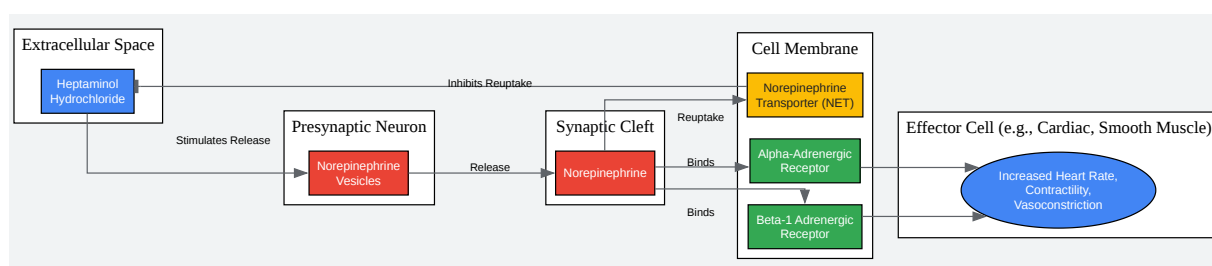 Extracellular Space
Heptaminol
Hydrochloride
Stimulates Release
Inhibits Reuptake
Presynaptic Neuron
Norepinephrine
Vesicles
Release
Synaptic Cleft
Norepinephrine
Reuptake
Binds
Binds
Cell Membrane
Norepinephrine
Transporter (NET)
Alpha-Adrenergic
Receptor
Beta-1 Adrenergic
Receptor
Effector Cell (e.g., Cardiac, Smooth Muscle)
Increased Heart Rate,
Contractility,
Vasoconstriction